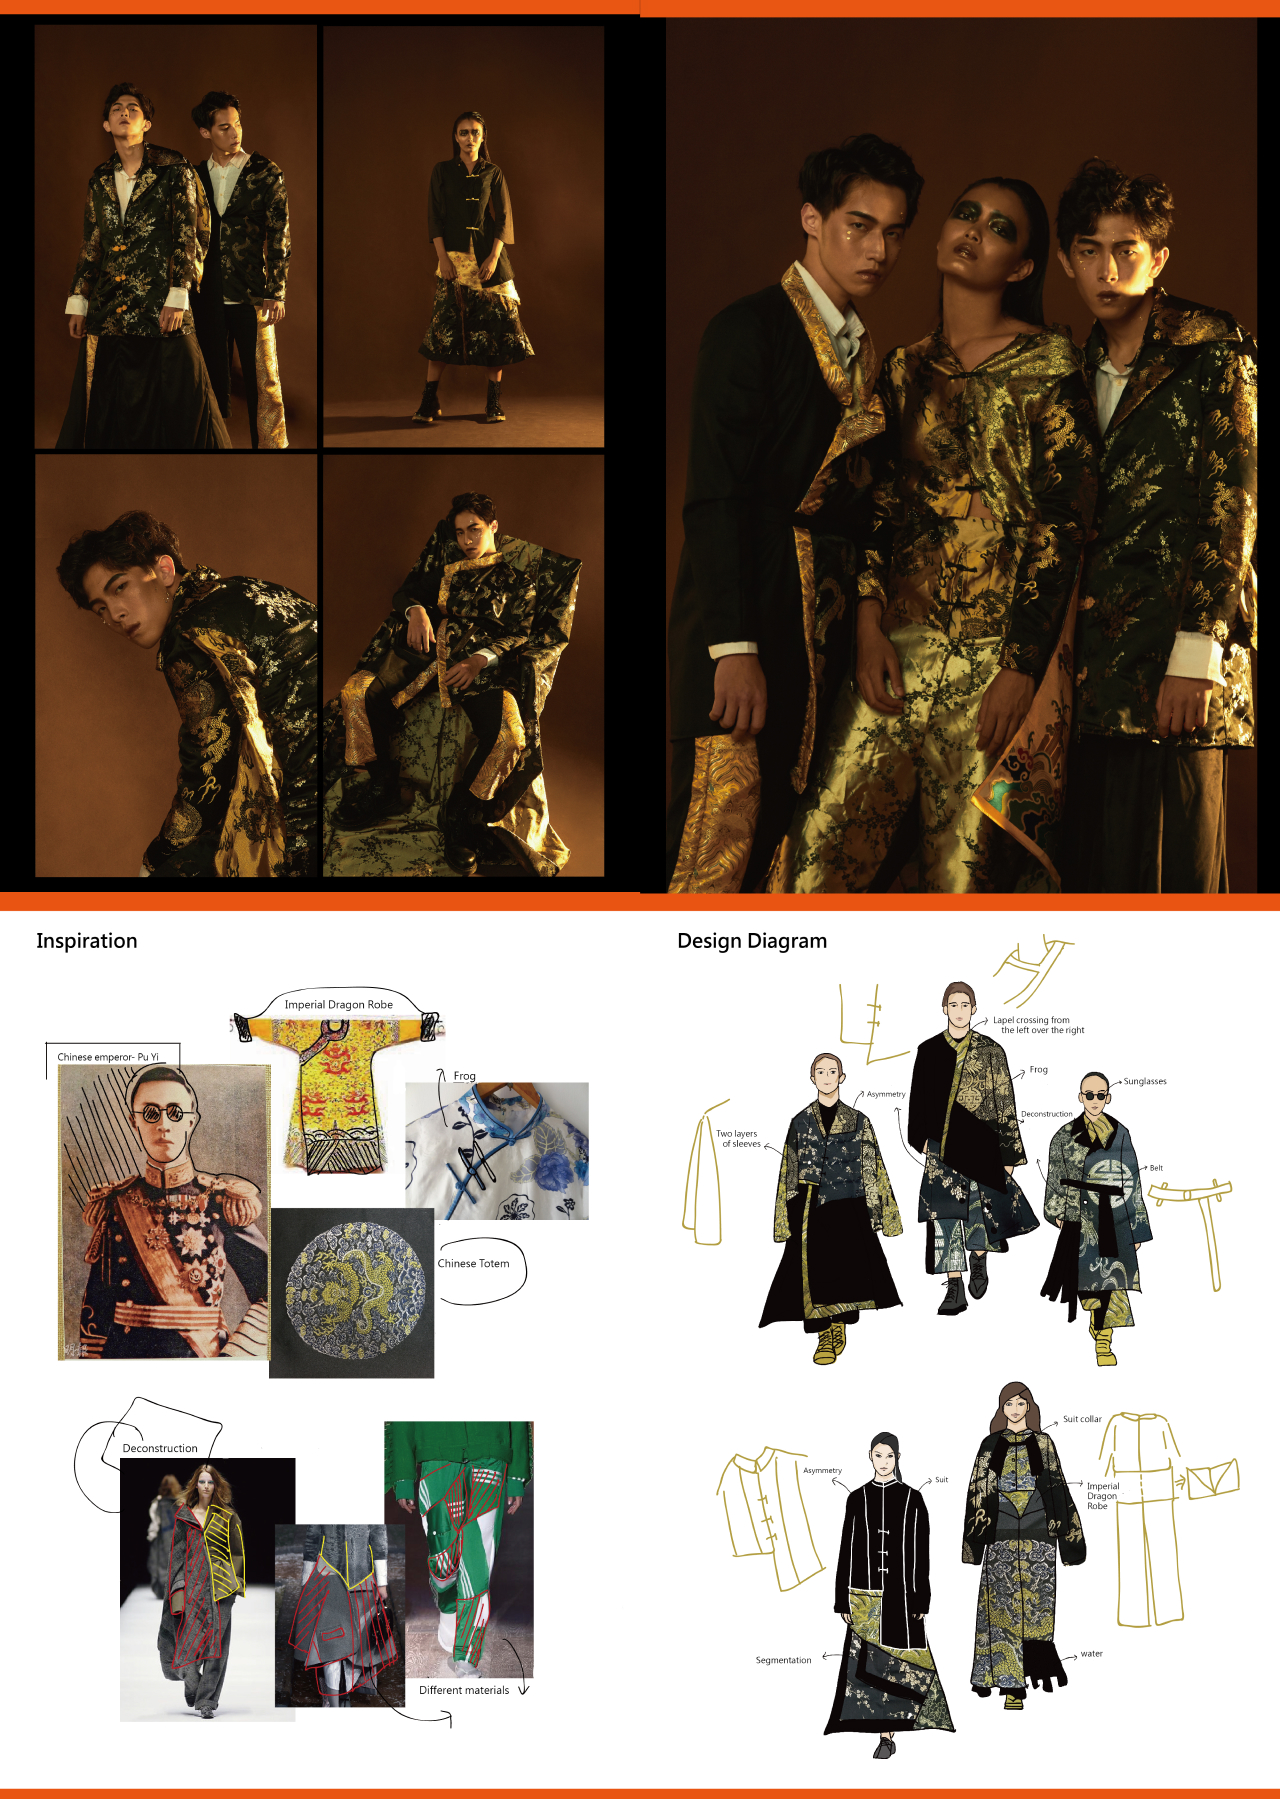 Inspiration
Imperial Dragon Robe
Chinese emperor- Pu Yi
Frog
Chinese Totem
Deconstruction
Different materials
Design Diagram
Lapel crossing from
the left over the right
Frog
Sunglasses
Asymmetry
Deconstruction
Two layers
of sleeves
Belt
Suit collar
Asymmetry
Suit
Imperial
Dragon
Robe
Segmentation
water